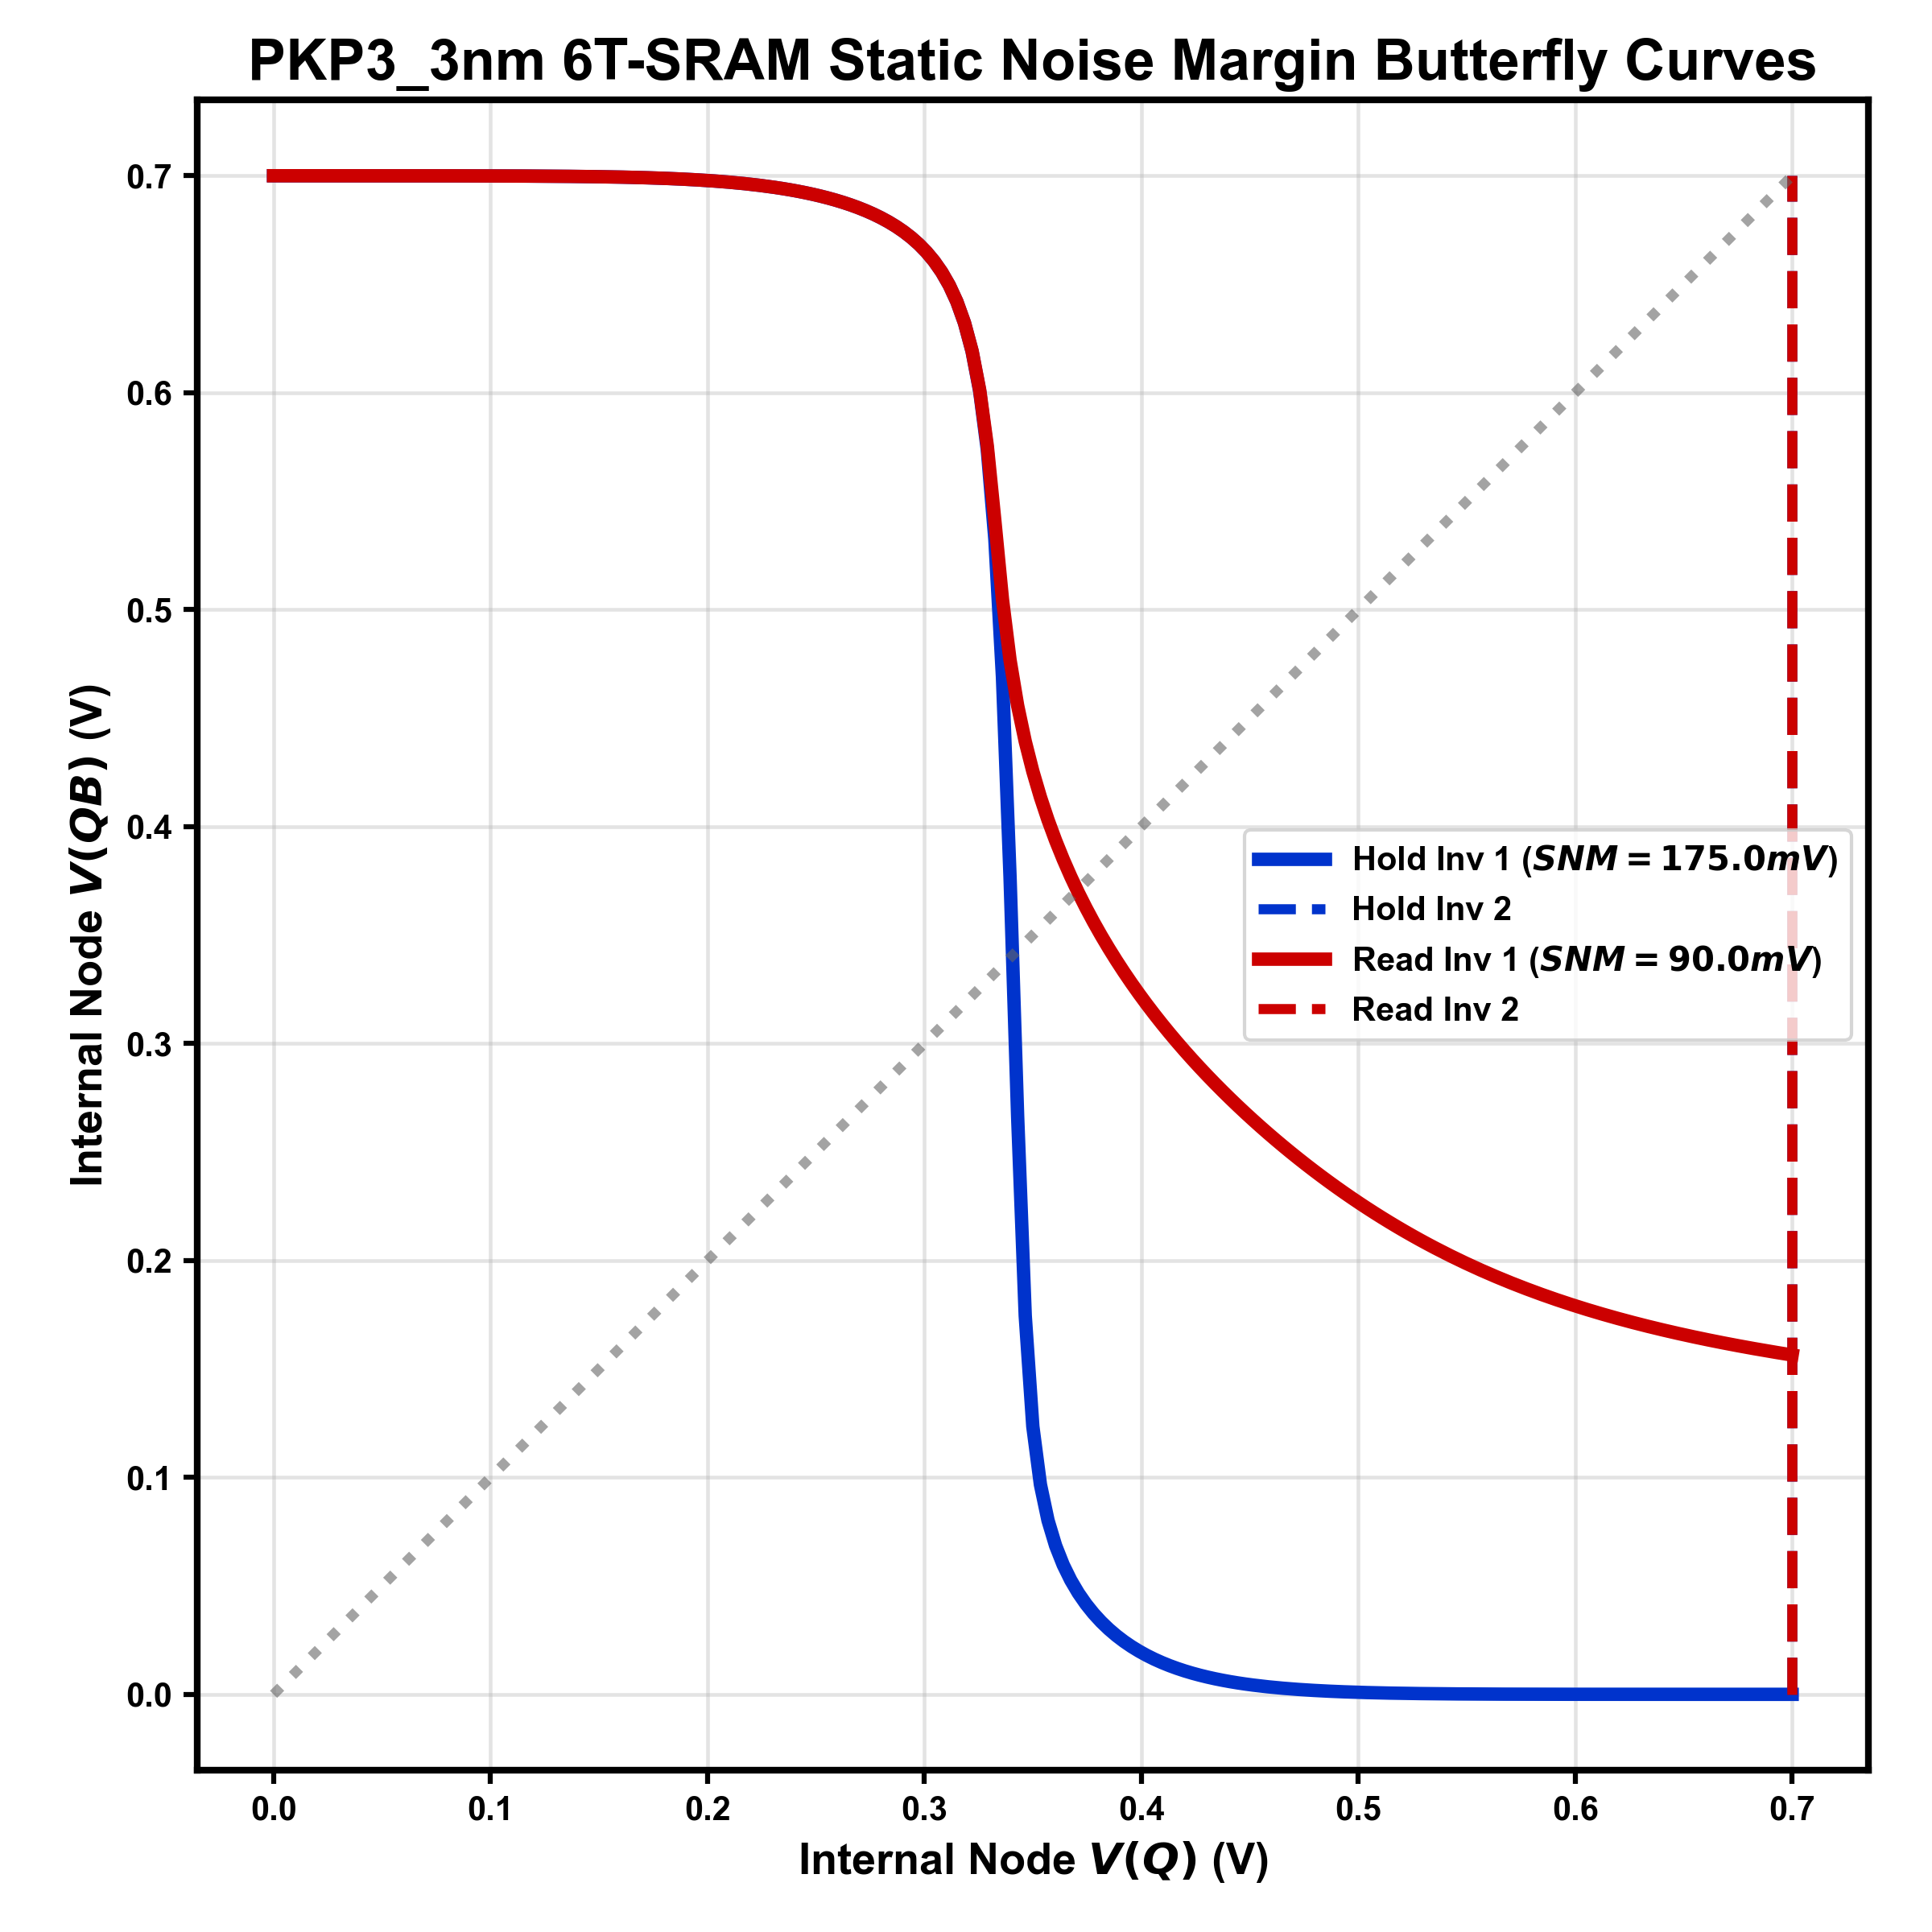 PKP3_3nm 6T-SRAM Static Noise Margin Butterfly Curves
0.7
0.6
0.5
0.4
0.3
0.2
0.1
0.0
Internal Node V(QB) (V)
Hold Inv 1 (SNM = 175.0mV)
Hold Inv 2
Read Inv 1 (SNM = 90.0mV)
Read Inv 2
0.0 0.1 0.2 0.3 0.4 0.5 0.6 0.7
Internal Node V(Q) (V)